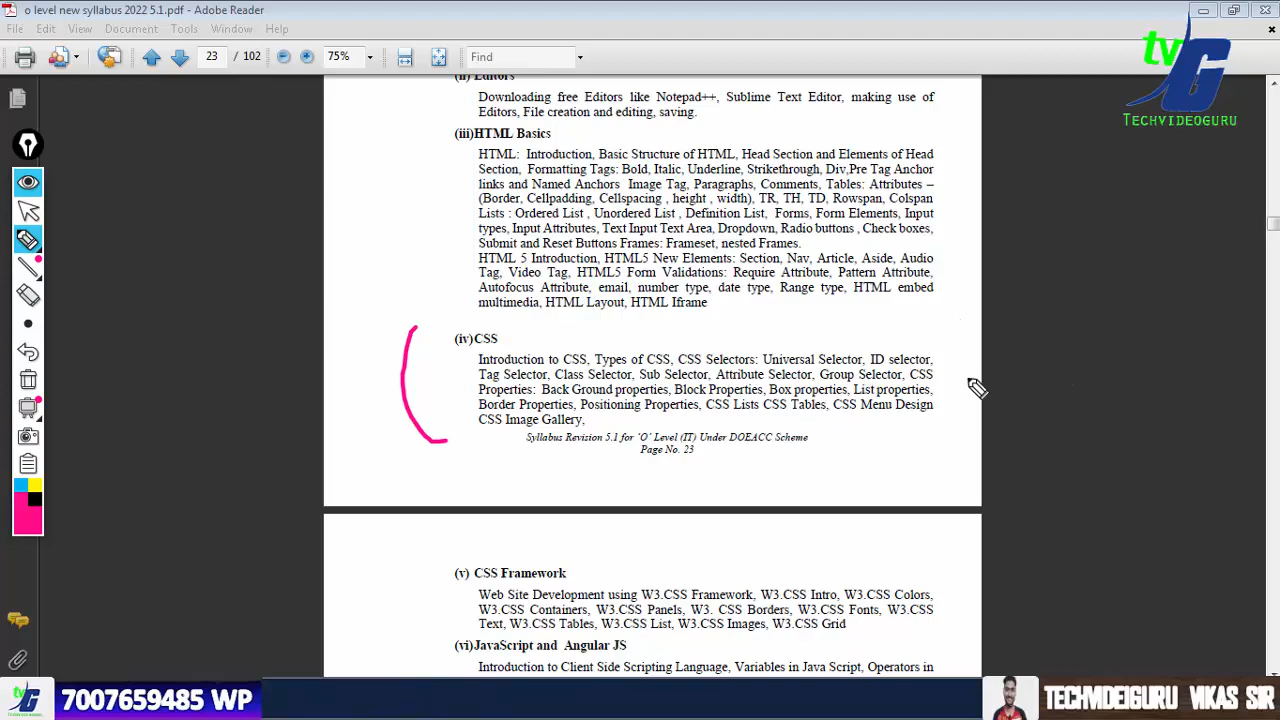 o level new syllabus 2022 5.1.pdf - Adobe Reader
File Edit View Document Tools Window Help
23 / 102 75% Find
tvG
TECHVIDEOGURU
(ii) Editors
Downloading free Editors like Notepad++, Sublime Text Editor, making use of
Editors, File creation and editing, saving.
(iii)HTML Basics
HTML: Introduction, Basic Structure of HTML, Head Section and Elements of Head
Section, Formatting Tags: Bold, Italic, Underline, Strikethrough, Div,Pre Tag Anchor
links and Named Anchors Image Tag, Paragraphs, Comments, Tables: Attributes –
(Border, Cellpadding, Cellspacing , height , width), TR, TH, TD, Rowspan, Colspan
Lists : Ordered List , Unordered List , Definition List, Forms, Form Elements, Input
types, Input Attributes, Text Input Text Area, Dropdown, Radio buttons , Check boxes,
Submit and Reset Buttons Frames: Frameset, nested Frames.
HTML 5 Introduction, HTML5 New Elements: Section, Nav, Article, Aside, Audio
Tag, Video Tag, HTML5 Form Validations: Require Attribute, Pattern Attribute,
Autofocus Attribute, email, number type, date type, Range type, HTML embed
multimedia, HTML Layout, HTML Iframe
(iv)CSS
Introduction to CSS, Types of CSS, CSS Selectors: Universal Selector, ID selector,
Tag Selector, Class Selector, Sub Selector, Attribute Selector, Group Selector, CSS
Properties: Back Ground properties, Block Properties, Box properties, List properties,
Border Properties, Positioning Properties, CSS Lists CSS Tables, CSS Menu Design
CSS Image Gallery,
Syllabus Revision 5.1 for 'O' Level (IT) Under DOEACC Scheme
Page No. 23
(v) CSS Framework
Web Site Development using W3.CSS Framework, W3.CSS Intro, W3.CSS Colors,
W3.CSS Containers, W3.CSS Panels, W3. CSS Borders, W3.CSS Fonts, W3.CSS
Text, W3.CSS Tables, W3.CSS List, W3.CSS Images, W3.CSS Grid
(vi)JavaScript and Angular JS
Introduction to Client Side Scripting Language, Variables in Java Script, Operators in
tvG 7007659485 WP TECHVIDEIGURU VIKAS SIR